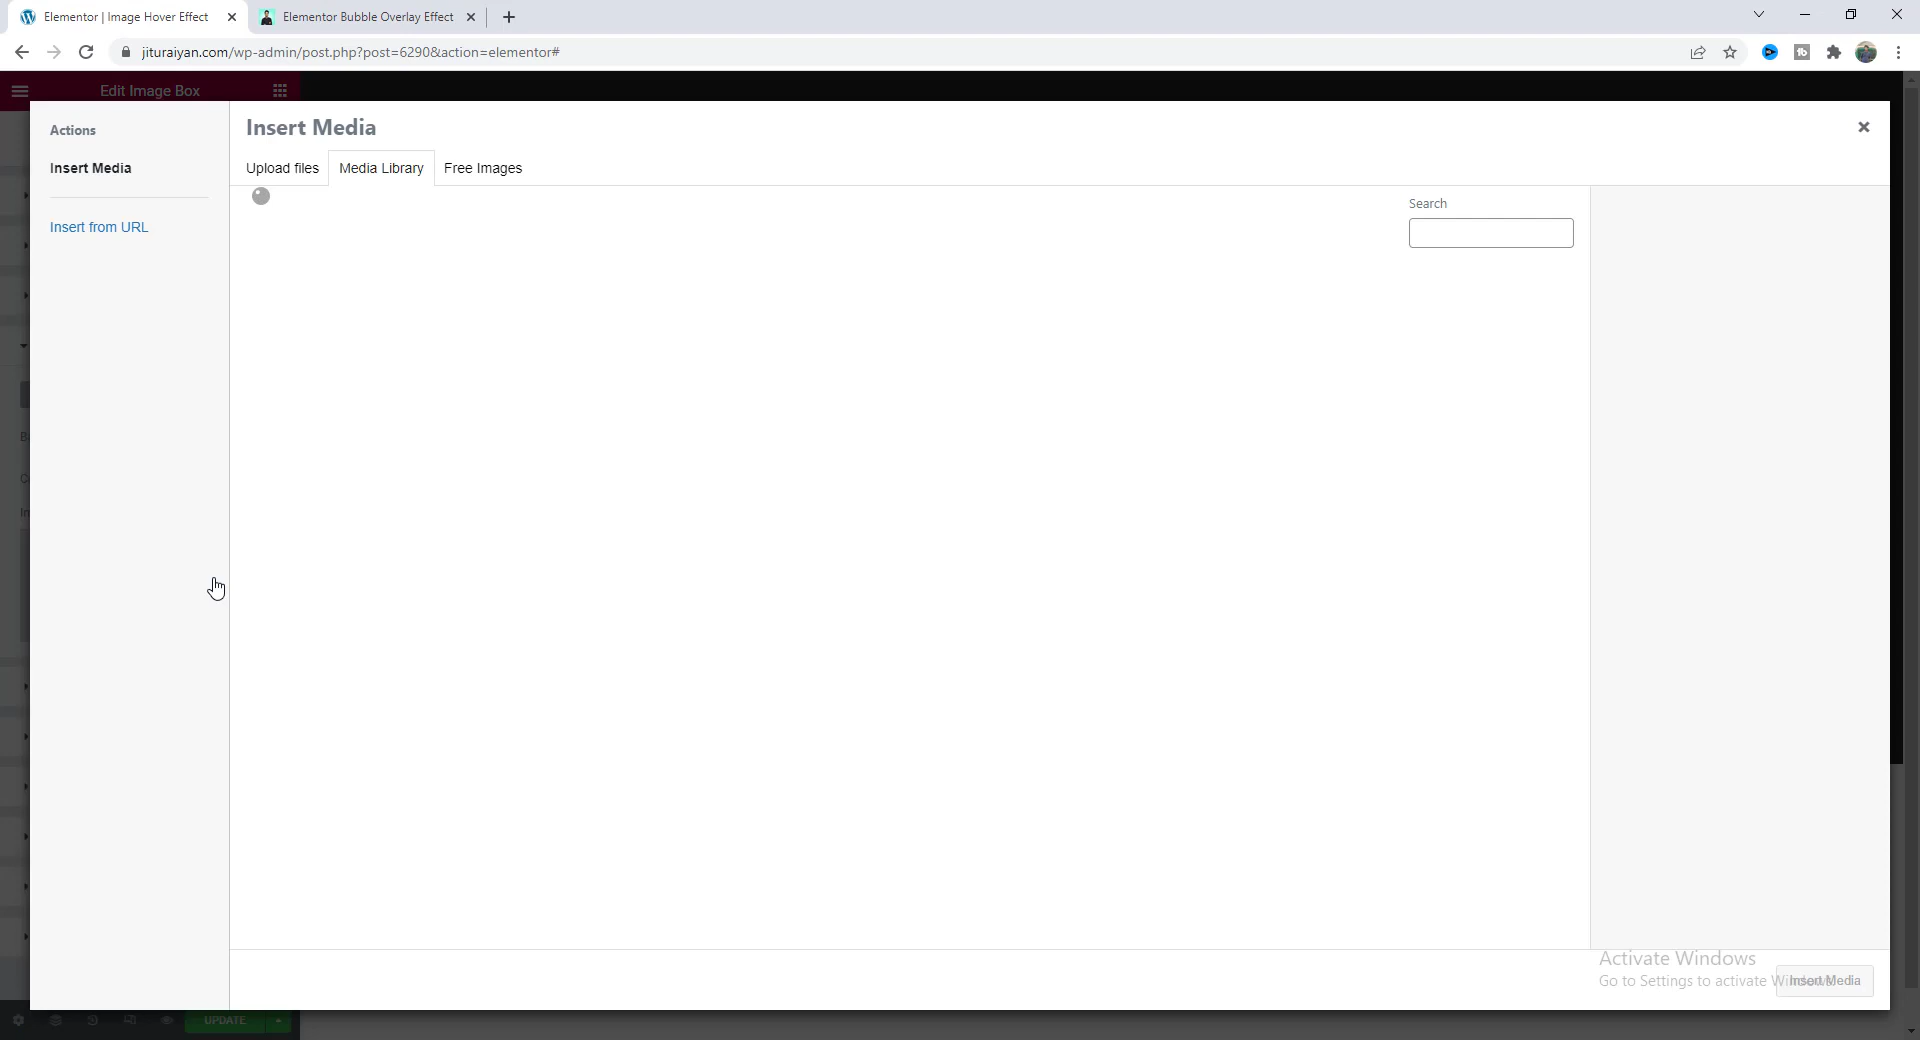 Elementor | Image Hover Effect
Elementor Bubble Overlay Effect
jituraiyan.com/wp-admin/post.php?post=6290&action=elementor#
Edit Image Box
Actions
Insert Media
Insert from URL
Insert Media
Upload files
Media Library
Free Images
Search
Activate Windows
Go to Settings to activate Windows.
Insert Media
UPDATE